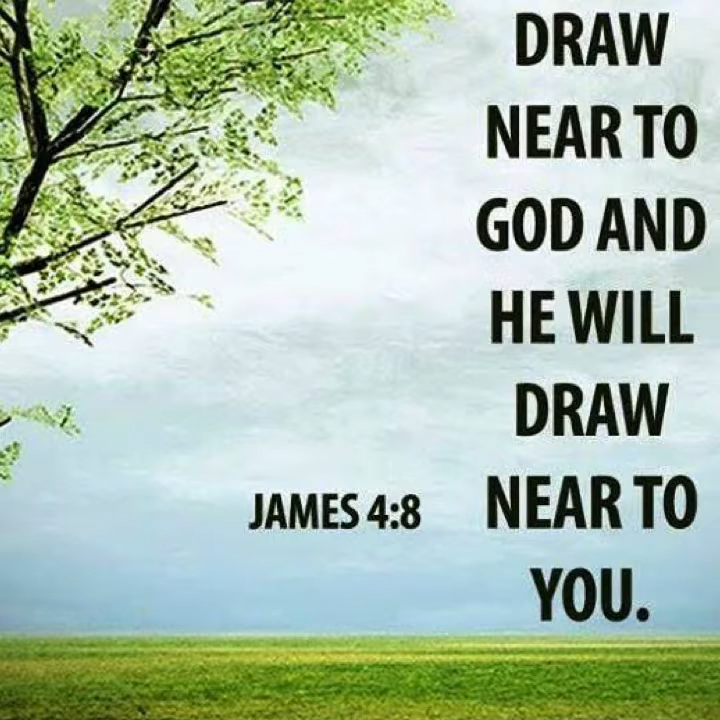 DRAW
NEAR TO
GOD AND
HE WILL
DRAW
NEAR TO
YOU.
JAMES 4:8